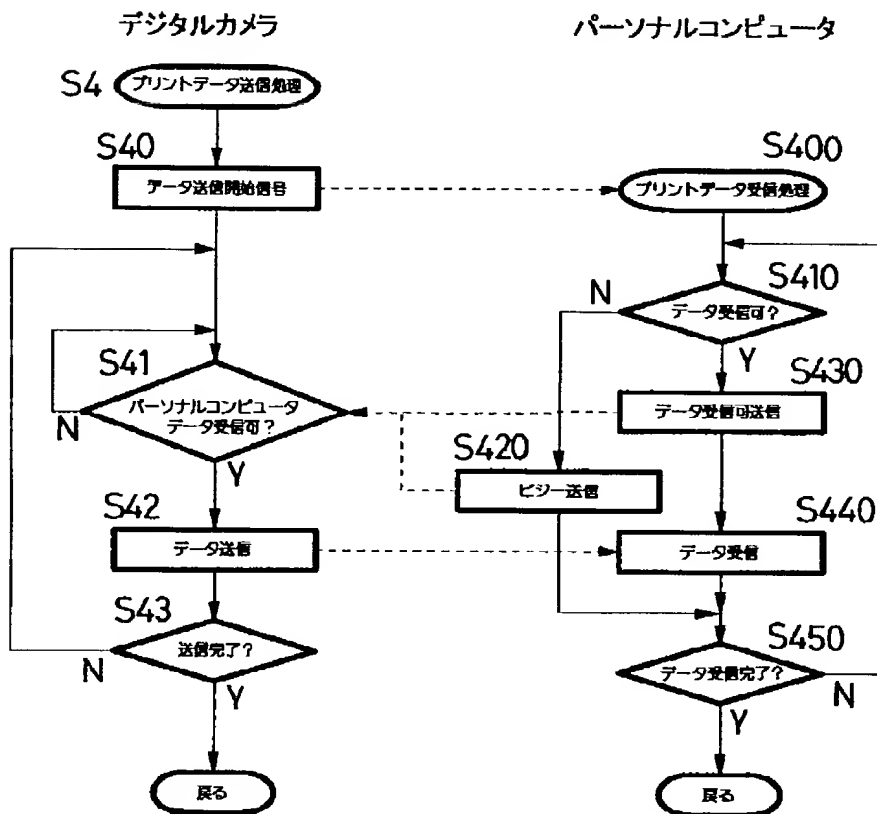 デジタルカメラ
S4
プリントデータ送信処理
S40
データ送信開始信号
S41
パーソナルコンピュータ
データ受信可?
N
Y
S42
データ送信
S43
送信完了?
N
Y
戻る
パーソナルコンピュータ
S400
プリントデータ受信処理
S410
データ受信可?
N
Y
S430
データ受信可送信
S420
ビジー送信
S440
データ受信
S450
データ受信完了?
N
Y
戻る